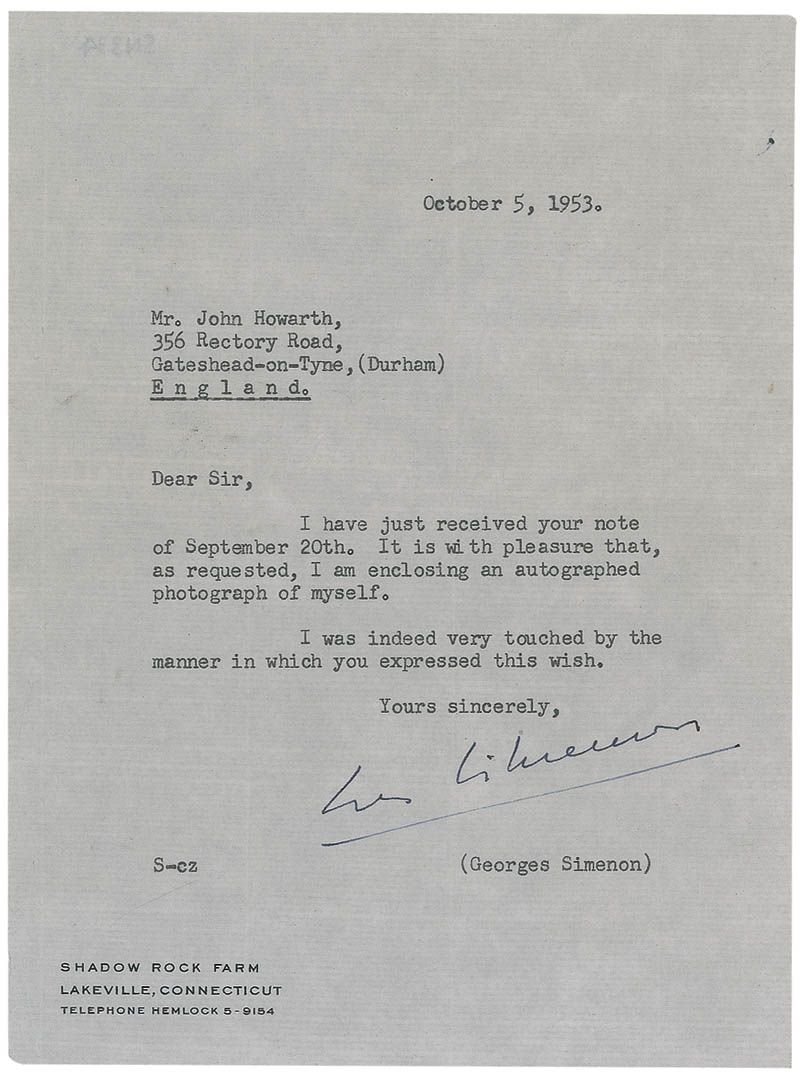 October 5, 1953.
Mr. John Howarth,
356 Rectory Road,
Gateshead-on-Tyne,(Durham)
England.
Dear Sir,
I have just received your note
of September 20th. It is with pleasure that,
as requested, I am enclosing an autographed
photograph of myself.
I was indeed very touched by the
manner in which you expressed this wish.
Yours sincerely,
S-cz (Georges Simenon)
SHADOW ROCK FARM
LAKEVILLE, CONNECTICUT
TELEPHONE HEMLOCK 5-9154